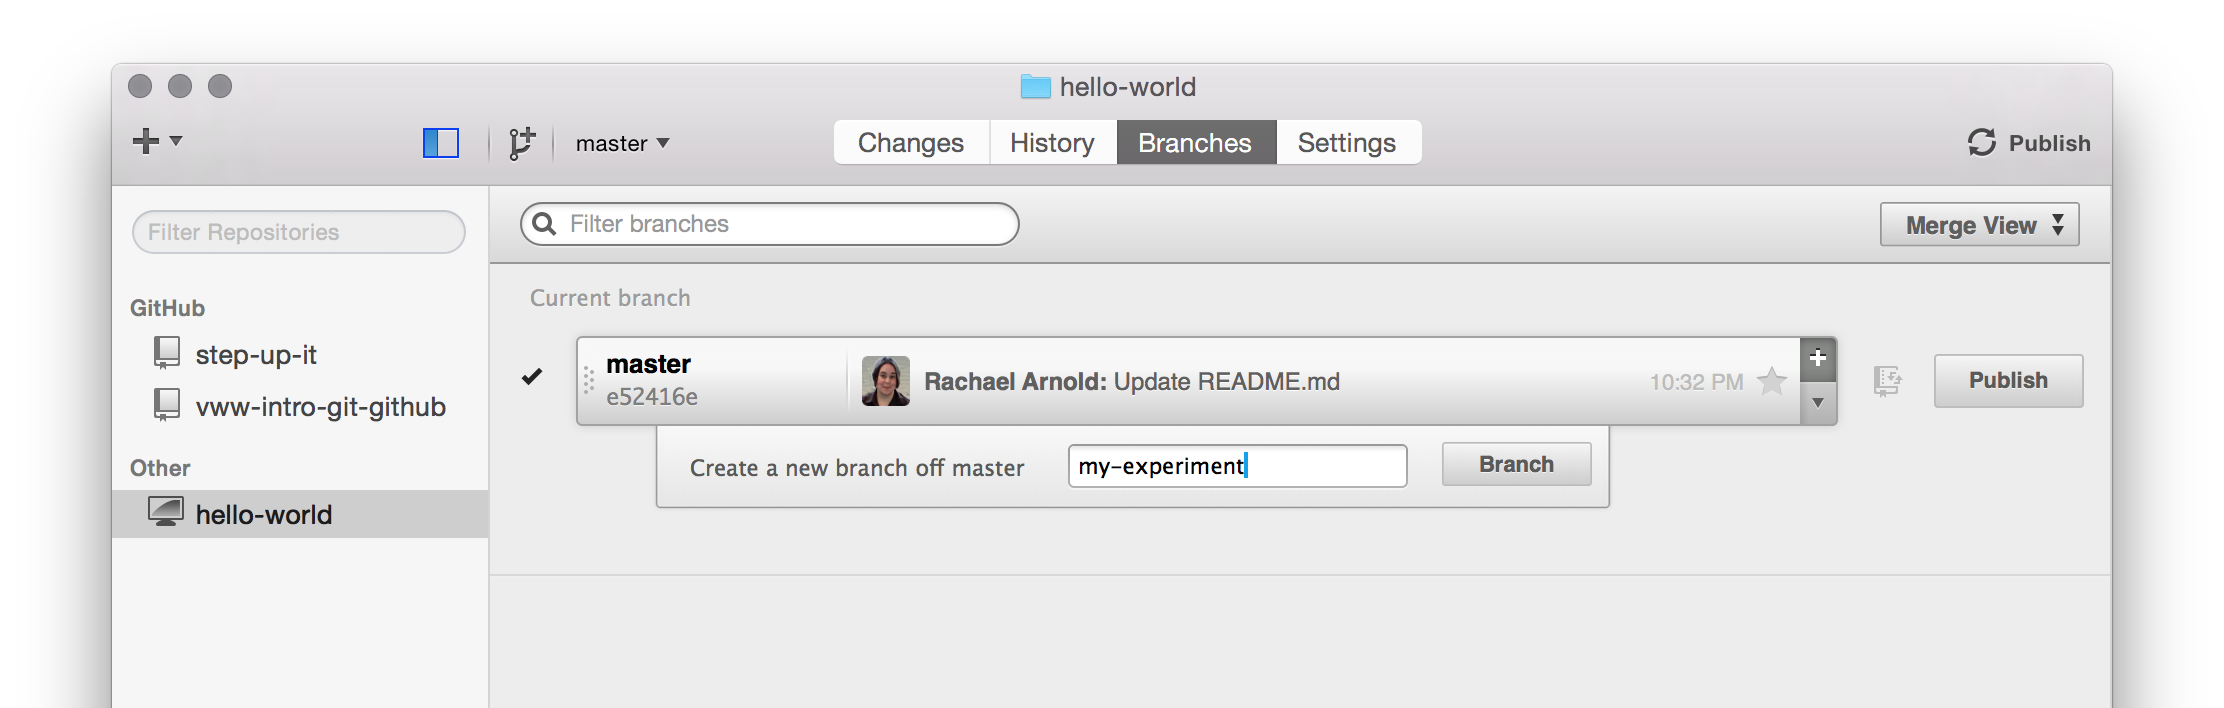 hello-world
master
Changes
History
Branches
Settings
Publish
Filter Repositories
Filter branches
Merge View
GitHub
step-up-it
vww-intro-git-github
Other
hello-world
Current branch
master
e52416e
Rachael Arnold: Update README.md
10:32 PM
Publish
Create a new branch off master
my-experiment
Branch